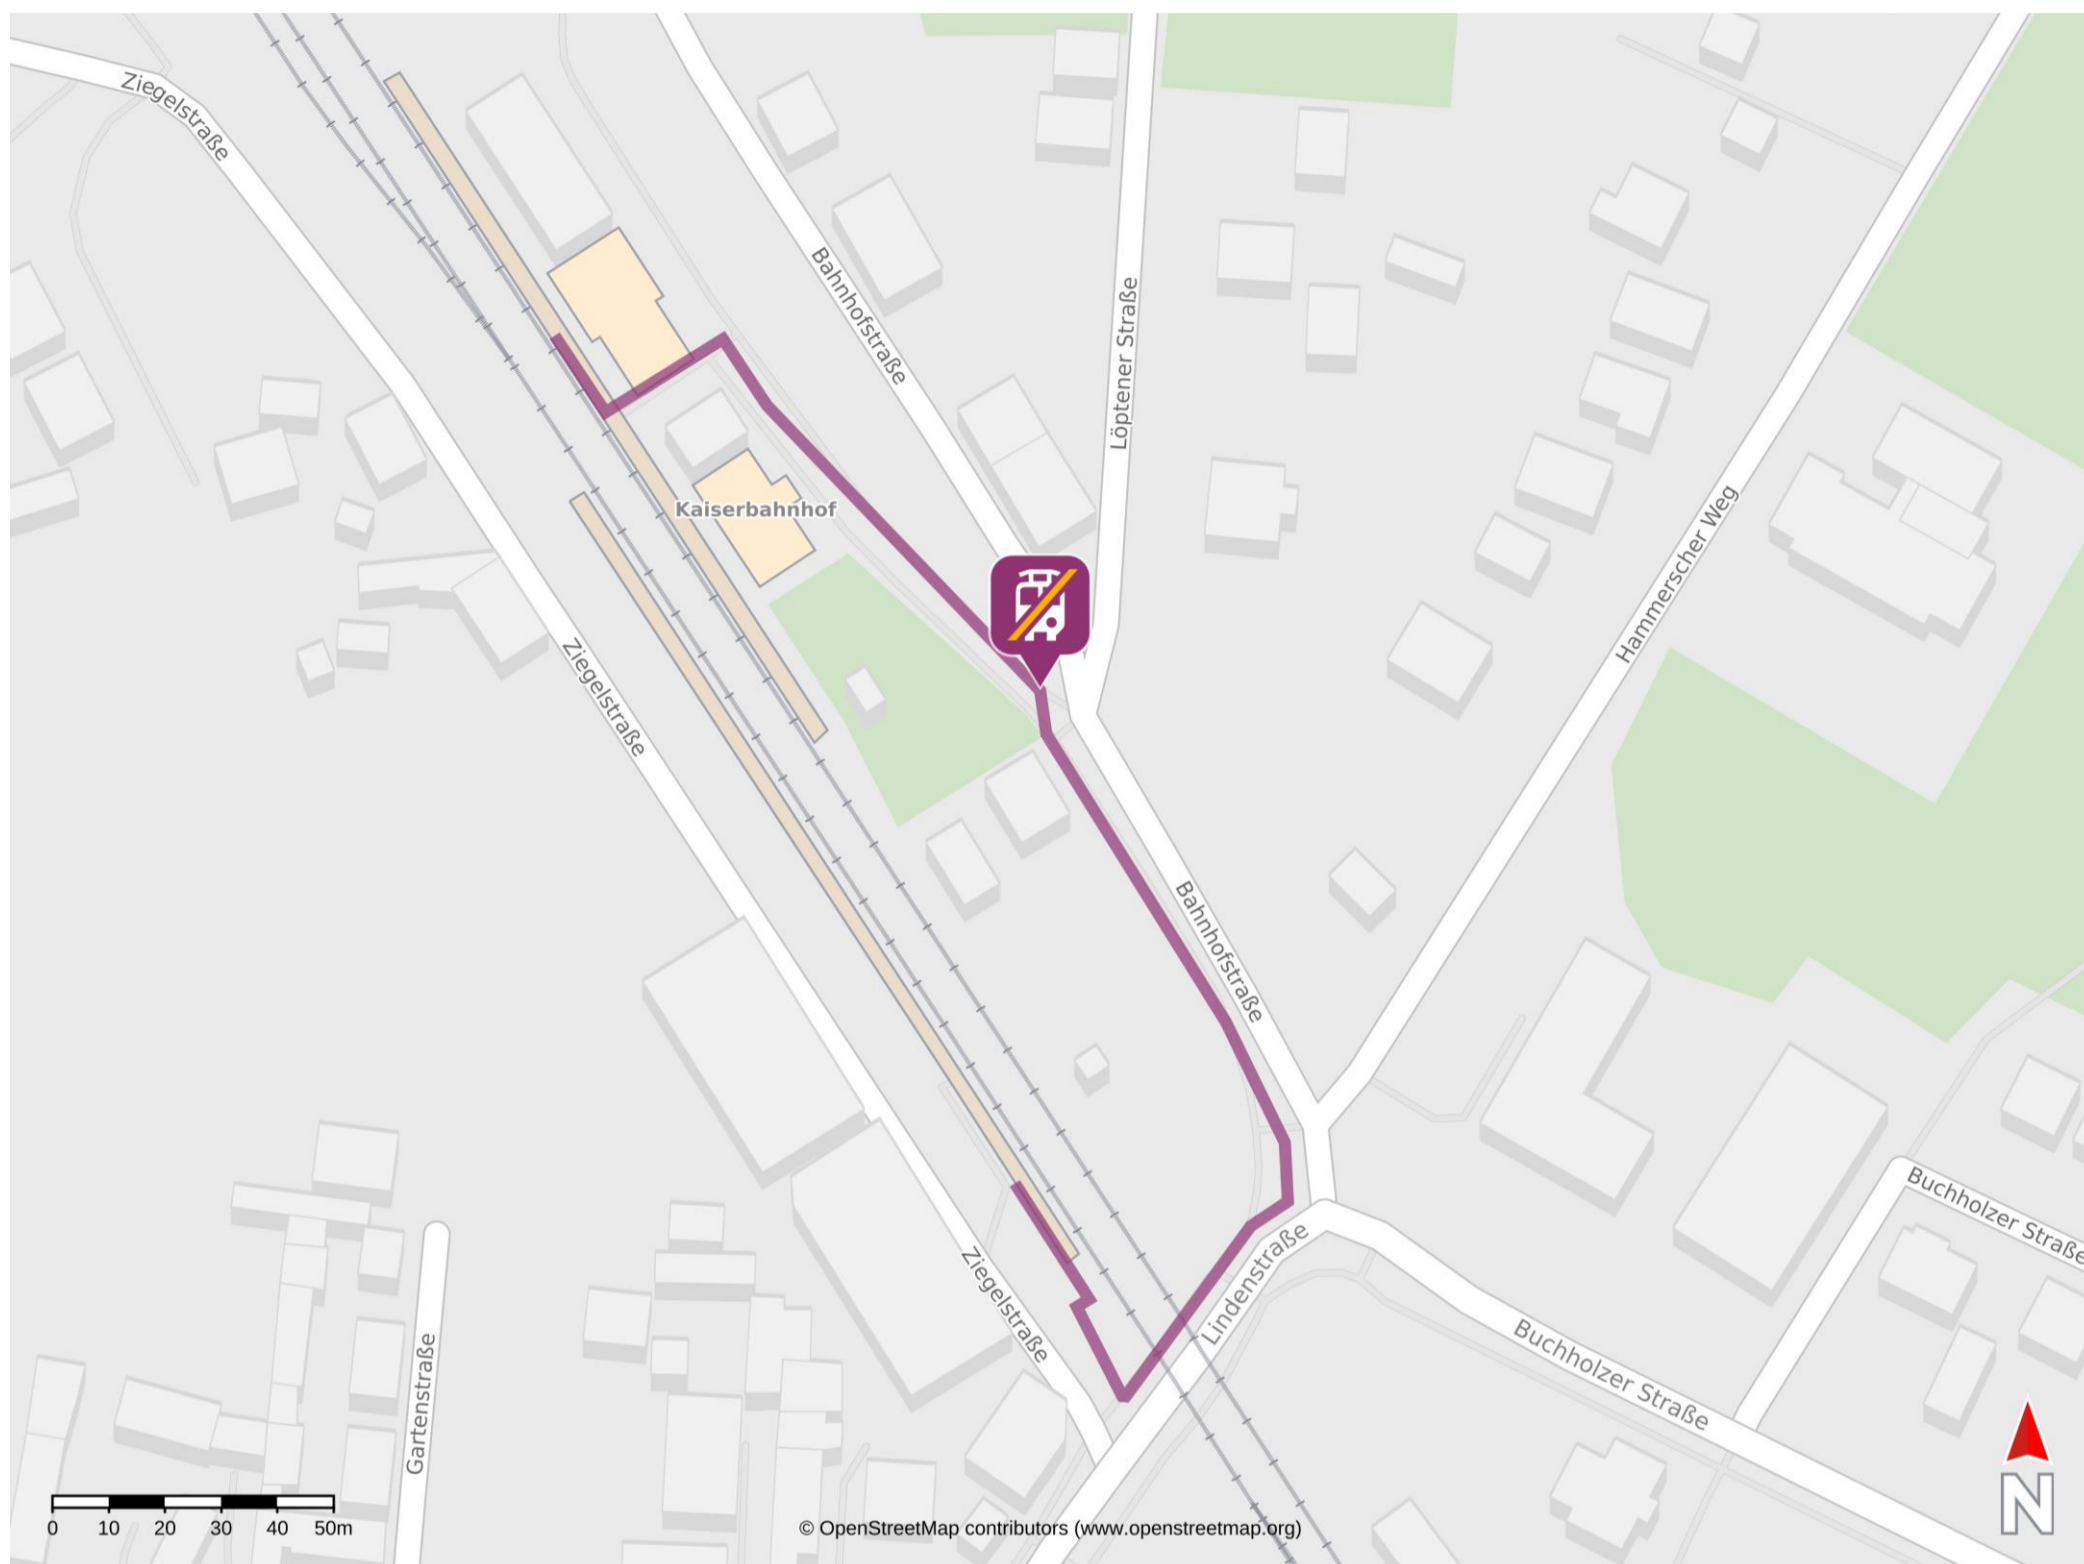 Ziegelstraße
Bahnhofstraße
Löptener Straße
Kaiserbahnhof
Hammerscher Weg
Ziegelstraße
Bahnhofstraße
Buchholzer Straße
Lindenstraße
Ziegelstraße
Buchholzer Straße
Gartenstraße
N
0 10 20 30 40 50m
© OpenStreetMap contributors (www.openstreetmap.org)